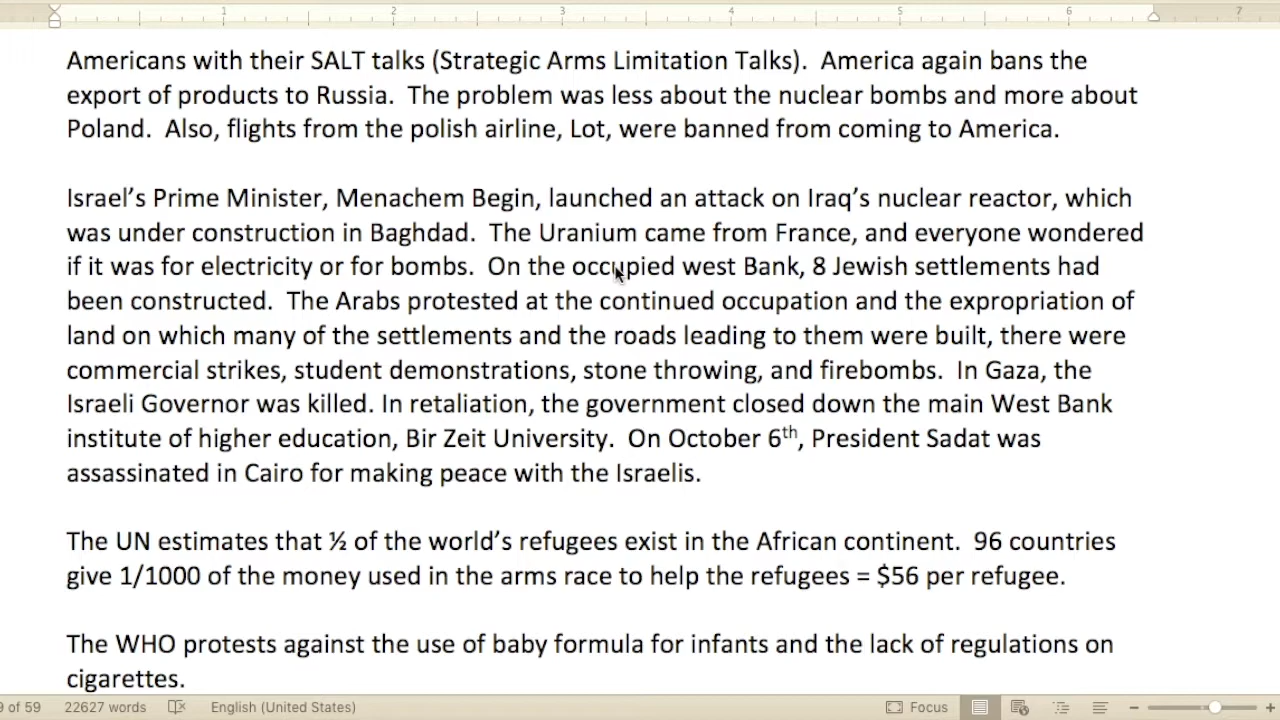 1 2 3 4 5 6 7
Americans with their SALT talks (Strategic Arms Limitation Talks).  America again bans the
export of products to Russia.  The problem was less about the nuclear bombs and more about
Poland.  Also, flights from the polish airline, Lot, were banned from coming to America.
Israel’s Prime Minister, Menachem Begin, launched an attack on Iraq’s nuclear reactor, which
was under construction in Baghdad.  The Uranium came from France, and everyone wondered
if it was for electricity or for bombs.  On the occupied west Bank, 8 Jewish settlements had
been constructed.  The Arabs protested at the continued occupation and the expropriation of
land on which many of the settlements and the roads leading to them were built, there were
commercial strikes, student demonstrations, stone throwing, and firebombs.  In Gaza, the
Israeli Governor was killed. In retaliation, the government closed down the main West Bank
institute of higher education, Bir Zeit University.  On October 6th, President Sadat was
assassinated in Cairo for making peace with the Israelis.
The UN estimates that ½ of the world’s refugees exist in the African continent.  96 countries
give 1/1000 of the money used in the arms race to help the refugees = $56 per refugee.
The WHO protests against the use of baby formula for infants and the lack of regulations on
cigarettes.
9 of 59 22627 words English (United States) Focus